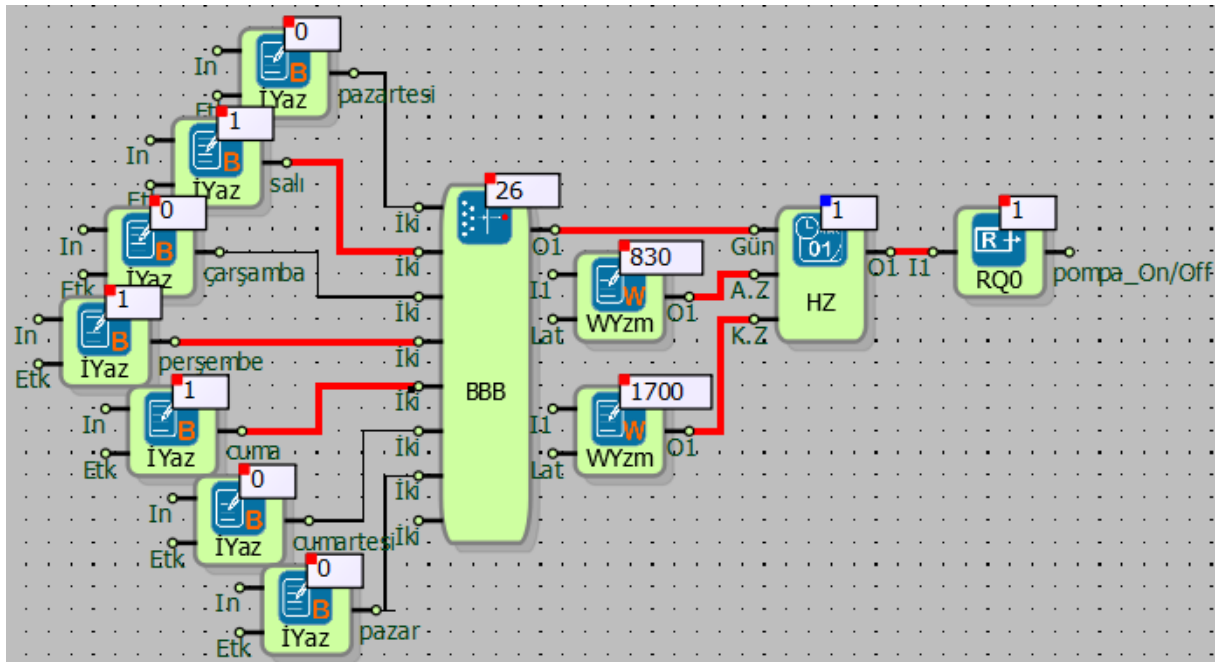 0
In
B
Etk
İYaz
pazartesi
1
In
B
Etk
İYaz
salı
0
In
B
Etk
İYaz
çarşamba
1
In
B
Etk
İYaz
perşembe
1
In
B
Etk
İYaz
cuma
0
In
B
Etk
İYaz
cumartesi
0
In
B
Etk
İYaz
pazar
26
İki
İki
İki
İki
İki
İki
İki
İki
BBB
O1
830
I1
W
Lat
WYzm
O1
1700
I1
W
Lat
WYzm
O1
1
Gün
A.Z
K.Z
01
HZ
O1
1
I1
R
RQ0
pompa_On/Off